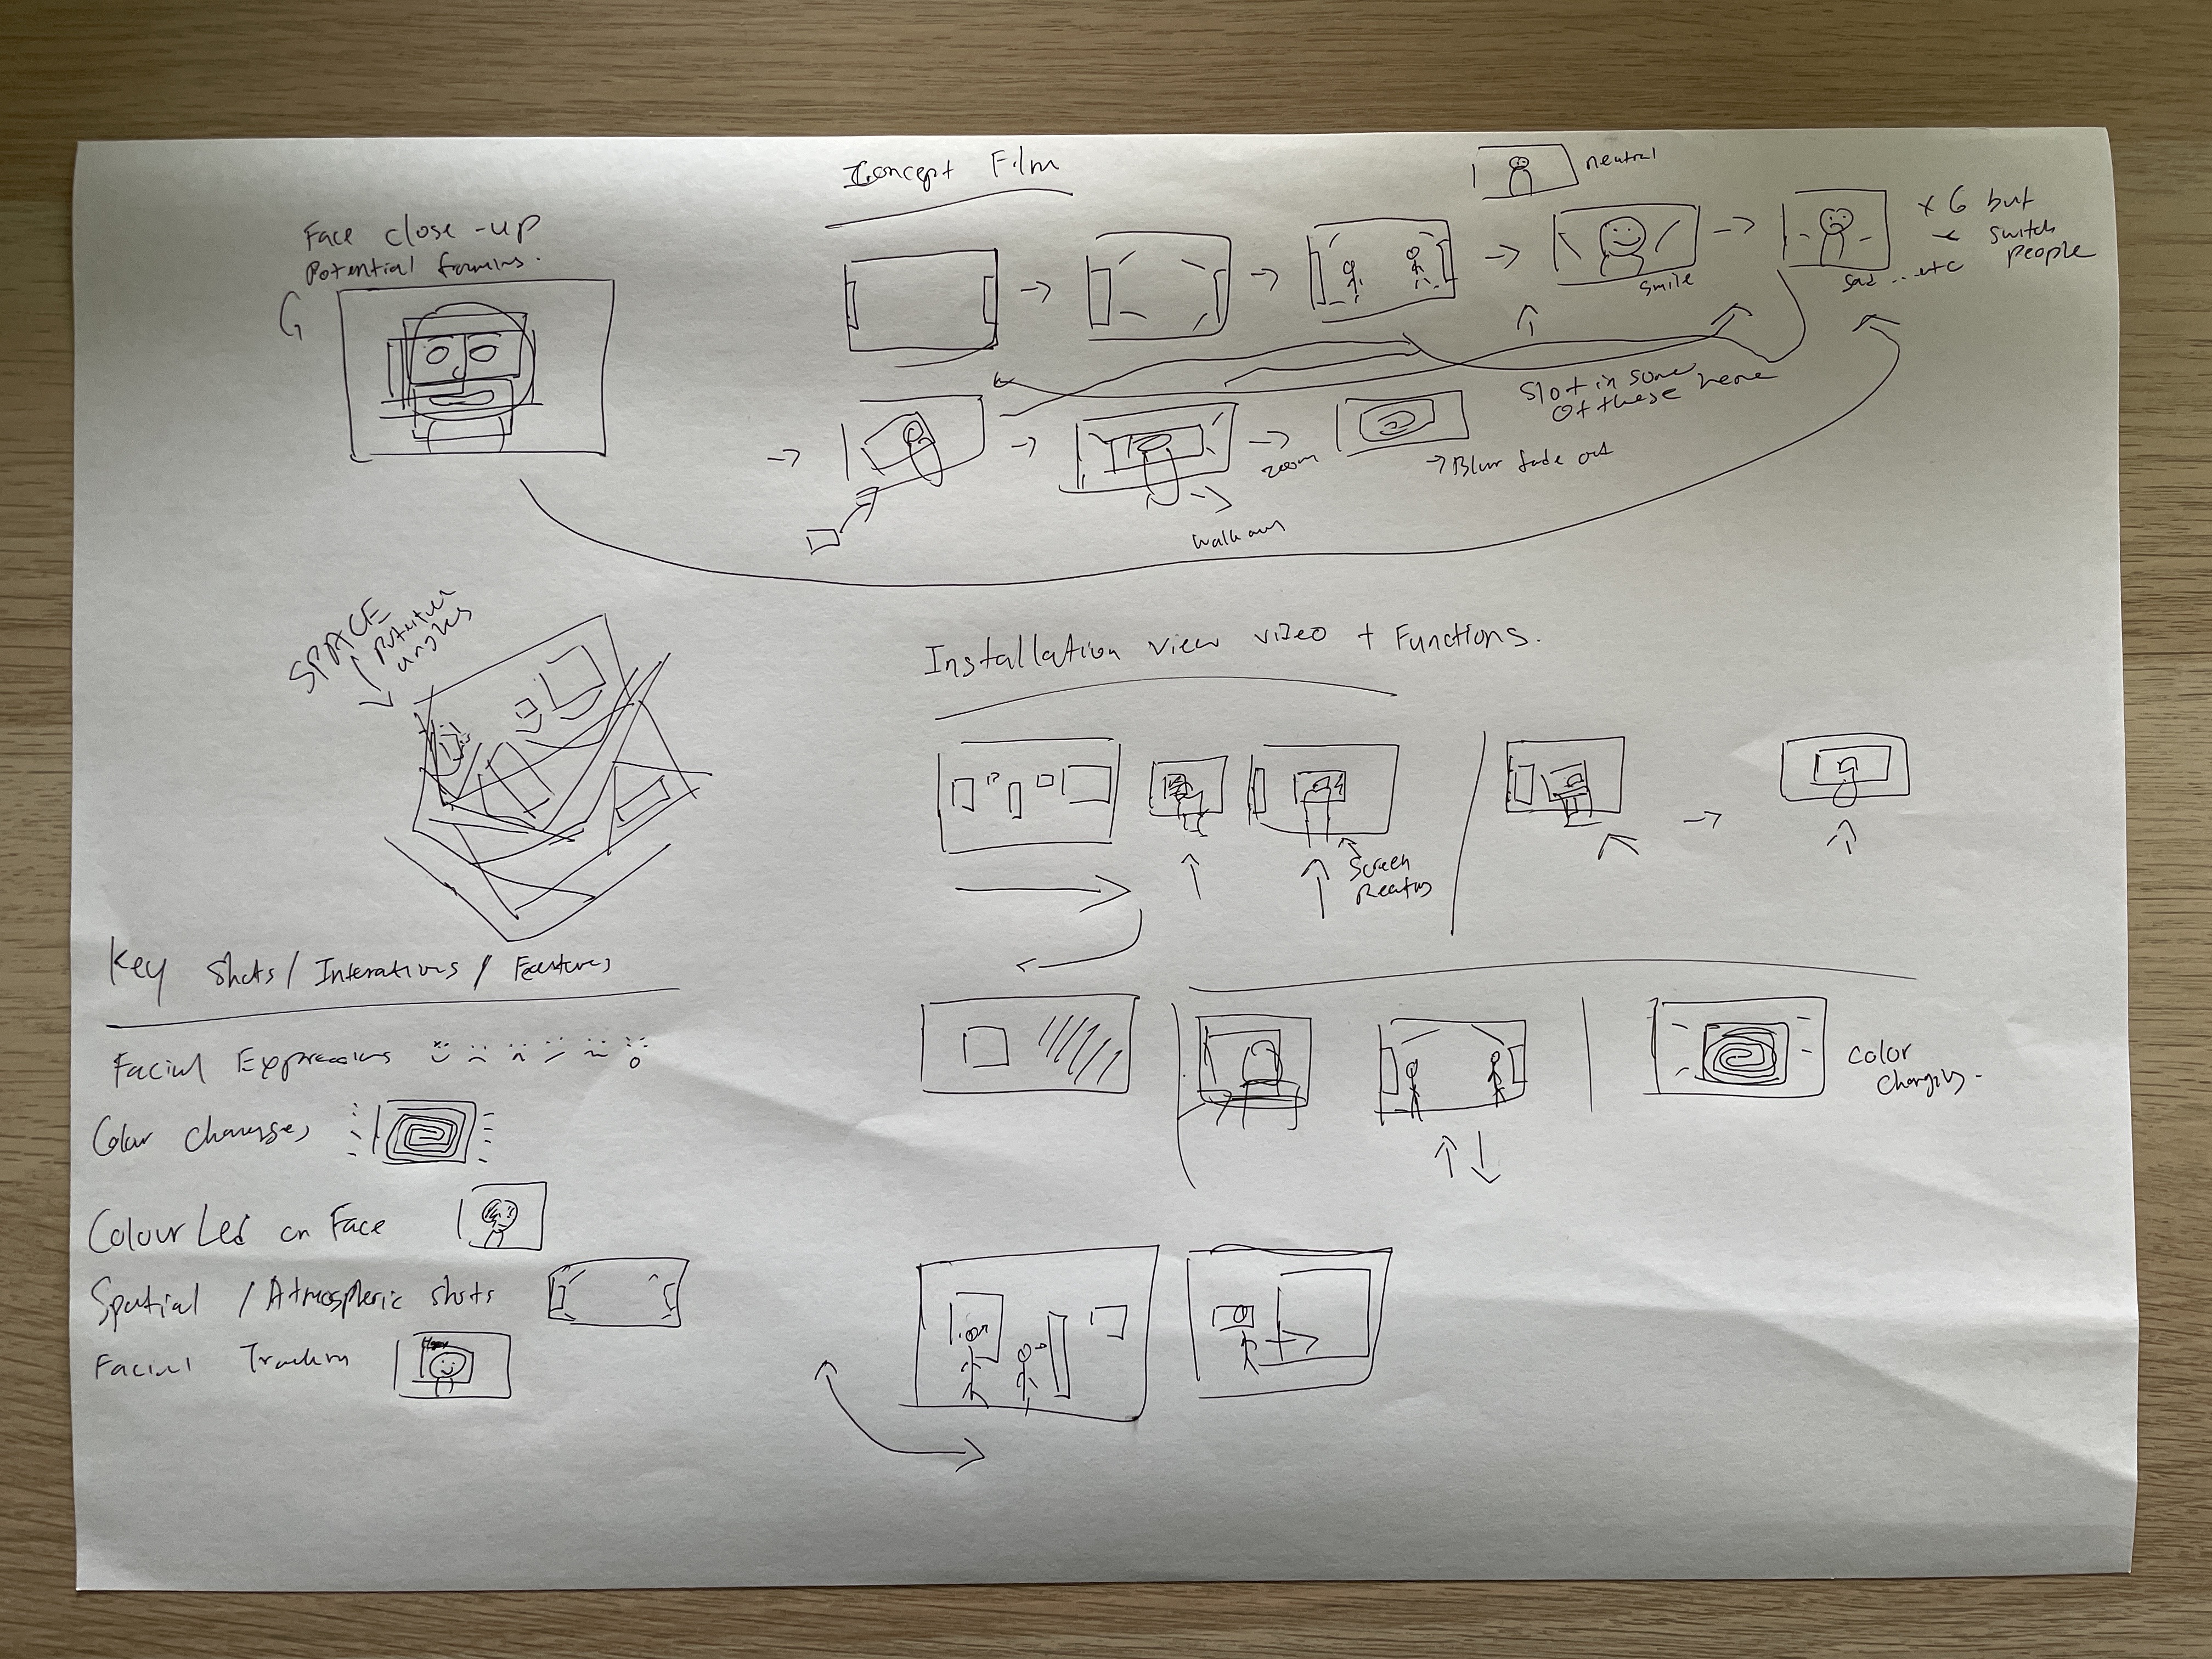 Concept Film
neutral
Face close-up
Potential framing.
smile
sad...etc
x 6 but
switch
people
Slot in some
of these here
zoom
→ Blur fade out
Walk away
SPACE
potential
angles
Installation view video + Functions.
Screen
Key Shots / Interations / Features
Facial Expressions
Color changes
Colour Led on Face
Spatial / Atmospheric shots
Facial Tracking
Color
changing.